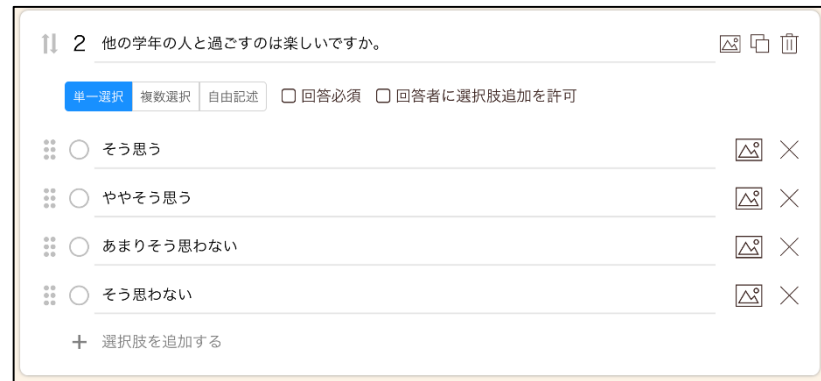 2 他の学年の人と過ごすのは楽しいですか。
単一選択 複数選択 自由記述 回答必須 回答者に選択肢追加を許可
そう思う
ややそう思う
あまりそう思わない
そう思わない
+ 選択肢を追加する